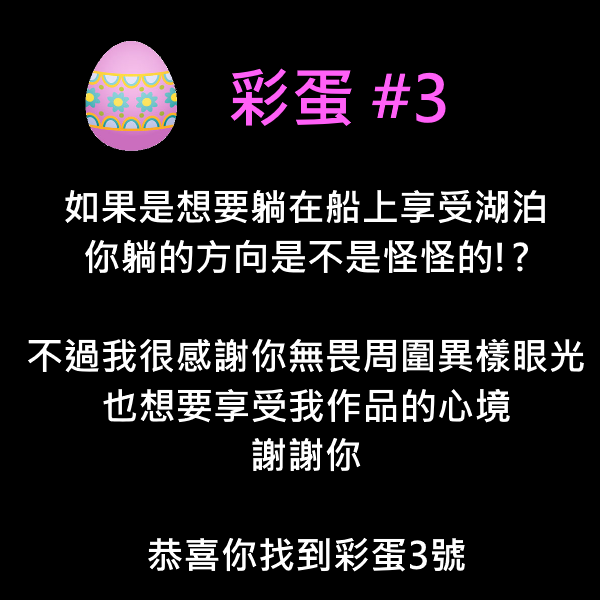 彩蛋 #3
如果是想要躺在船上享受湖泊
你躺的方向是不是怪怪的!?
不過我很感謝你無畏周圍異樣眼光
也想要享受我作品的心境
謝謝你
恭喜你找到彩蛋3號